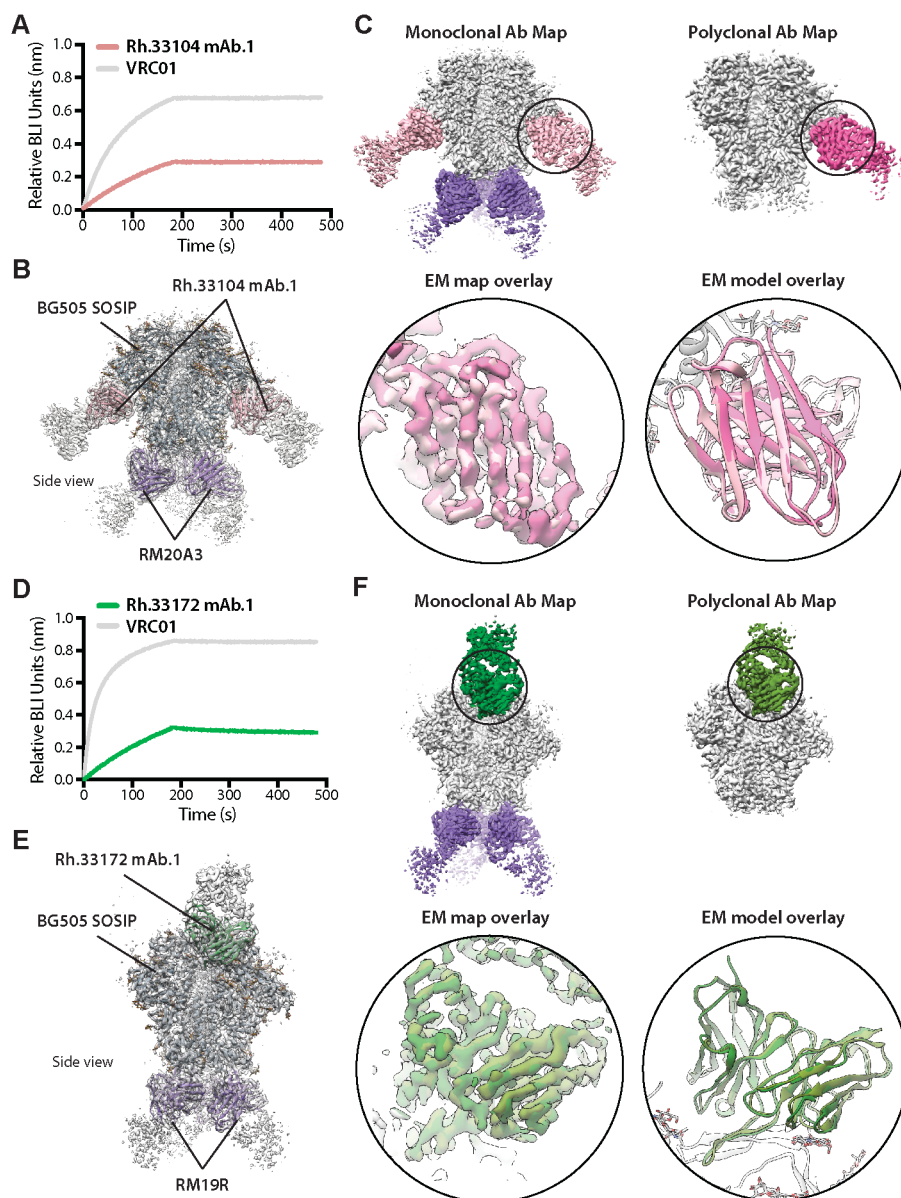 A
Rh.33104 mAb.1
VRC01
Relative BLI Units (nm)
1.0
0.8
0.6
0.4
0.2
0.0
0 100 200 300 400 500
Time (s)
B
Rh.33104 mAb.1
BG505 SOSIP
Side view
RM20A3
C
Monoclonal Ab Map
Polyclonal Ab Map
EM map overlay
EM model overlay
D
Rh.33172 mAb.1
VRC01
Relative BLI Units (nm)
1.0
0.8
0.6
0.4
0.2
0.0
0 100 200 300 400 500
Time (s)
E
Rh.33172 mAb.1
BG505 SOSIP
Side view
RM19R
F
Monoclonal Ab Map
Polyclonal Ab Map
EM map overlay
EM model overlay